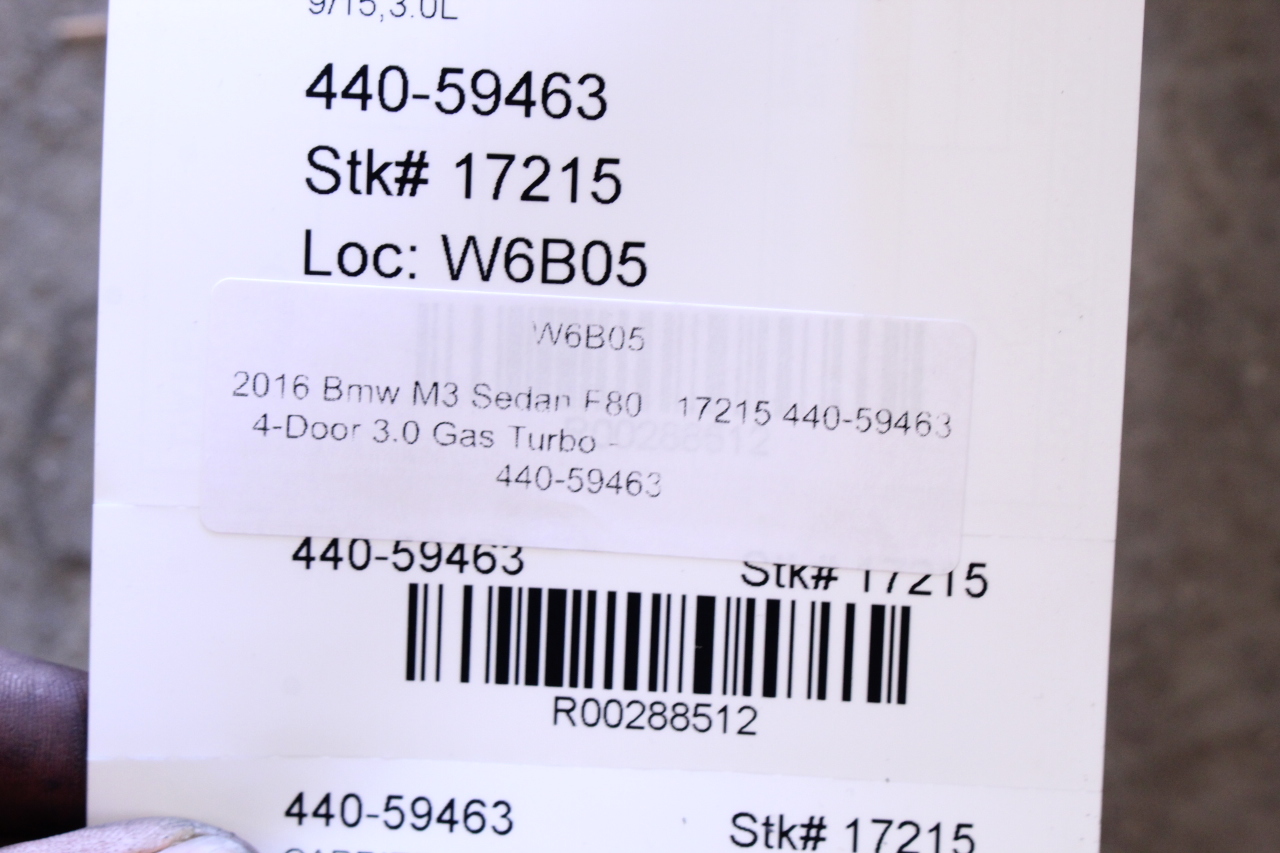 9/15,3.0L
440-59463
Stk# 17215
Loc: W6B05
W6B05
2016 Bmw M3 Sedan F80 17215 440-59463
4-Door 3.0 Gas Turbo -
R00288512
440-59463
440-59463 Stk# 17215
R00288512
440-59463 Stk# 17215